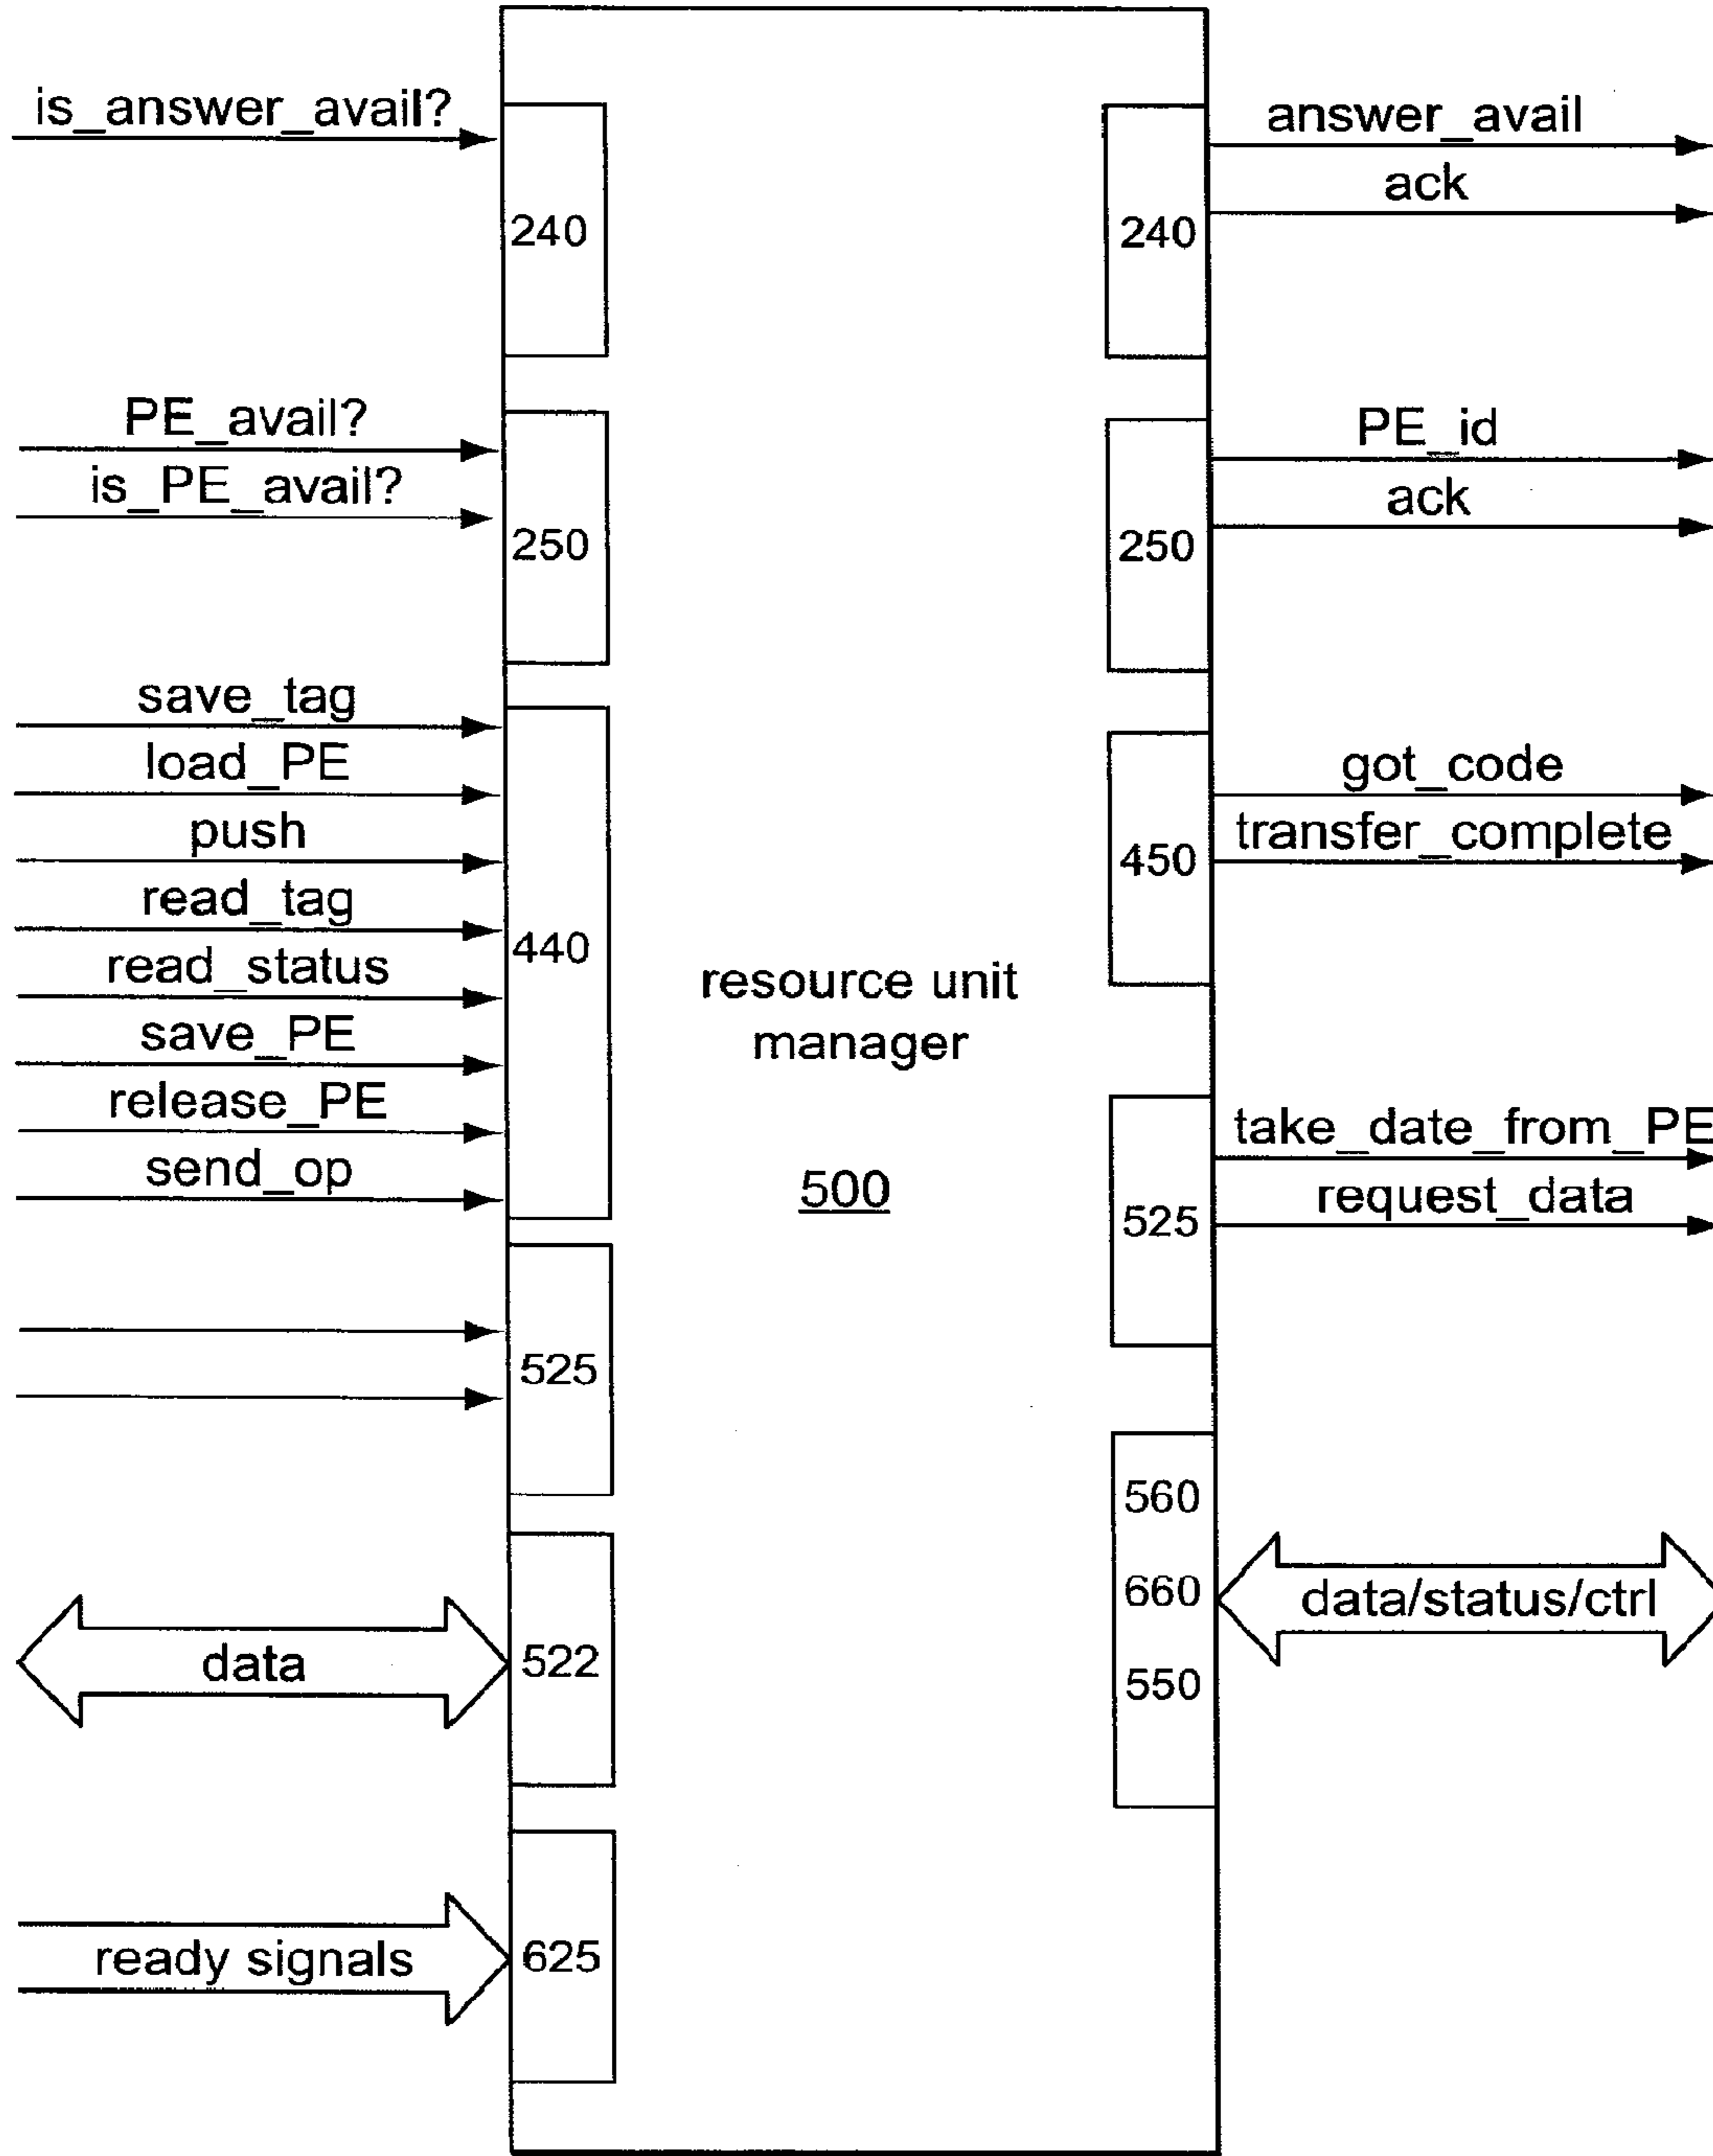 is_answer_avail?
240
PE_avail?
is_PE_avail?
250
save_tag
load_PE
push
read_tag
read_status
save_PE
release_PE
send_op
440
525
data
522
ready signals
625
resource unit
manager
500
240
answer_avail
ack
250
PE_id
ack
450
got_code
transfer_complete
525
take_date_from_PE
request_data
560
660
550
data/status/ctrl